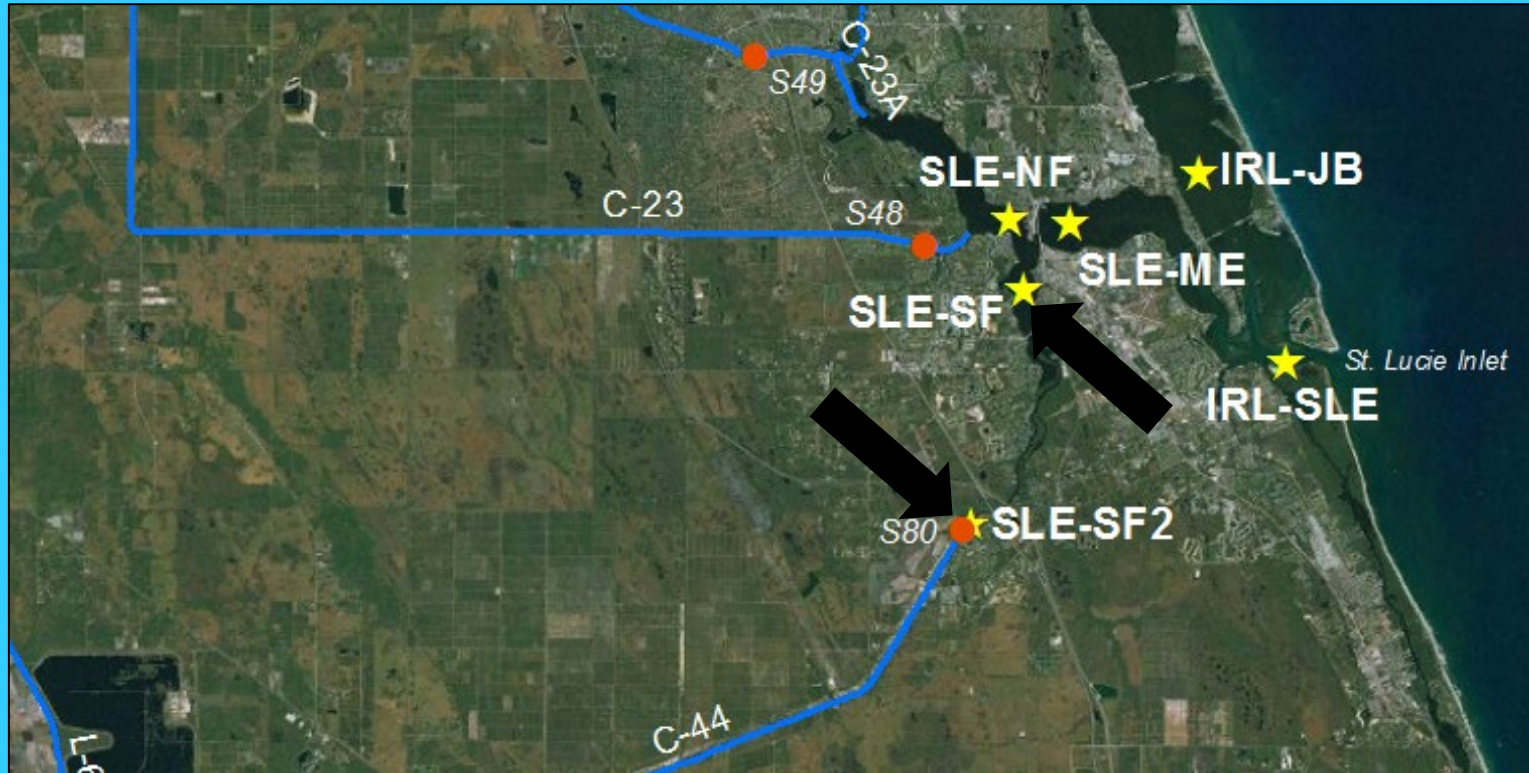 C-23A
S49
SLE-NF
IRL-JB
C-23
S48
SLE-ME
SLE-SF
St. Lucie Inlet
IRL-SLE
S80
SLE-SF2
C-44